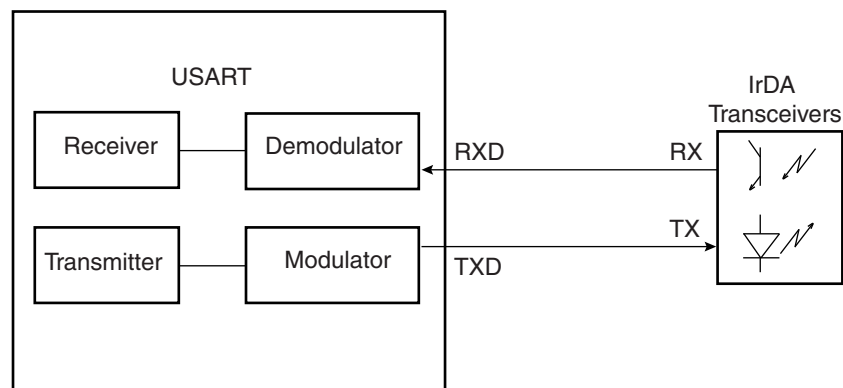 USART
IrDA
Transceivers
Receiver
Demodulator
RXD
RX
Transmitter
Modulator
TXD
TX